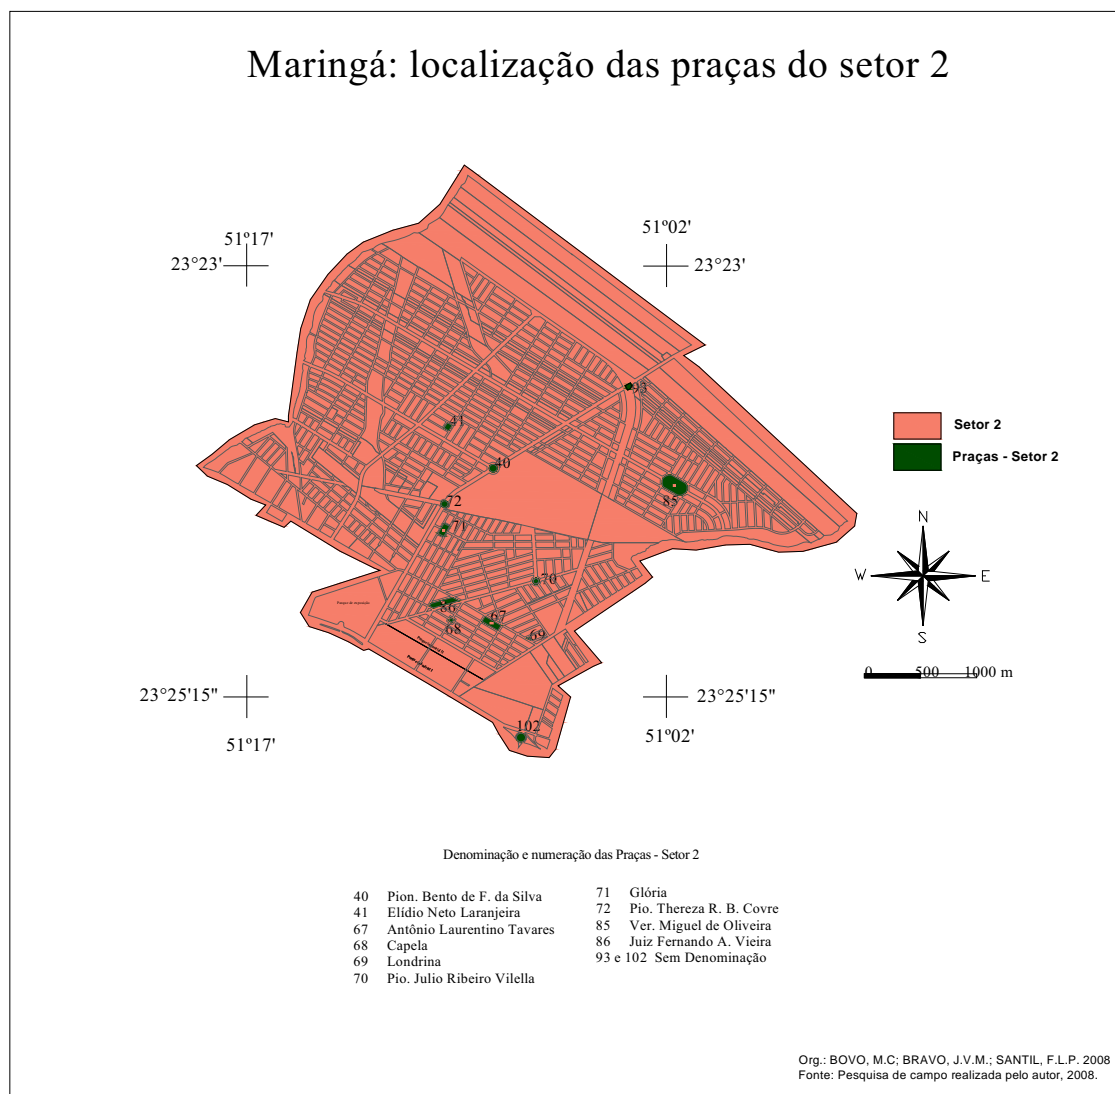 Maringá: localização das praças do setor 2
51º17'
51º02'
23°23'
23°23'
93
41
40
85
72
71
70
Parque de exposição
86
67
68
69
Setor 2
Praças - Setor 2
N
W
E
S
0 500 1000 m
23°25'15"
23°25'15"
102
51º17'
51º02'
Denominação e numeração das Praças - Setor 2
40 Pion. Bento de F. da Silva
41 Elídio Neto Laranjeira
67 Antônio Laurentino Tavares
68 Capela
69 Londrina
70 Pio. Julio Ribeiro Vilella
71 Glória
72 Pio. Thereza R. B. Covre
85 Ver. Miguel de Oliveira
86 Juiz Fernando A. Vieira
93 e 102 Sem Denominação
Org.: BOVO, M.C; BRAVO, J.V.M.; SANTIL, F.L.P. 2008
Fonte: Pesquisa de campo realizada pelo autor, 2008.